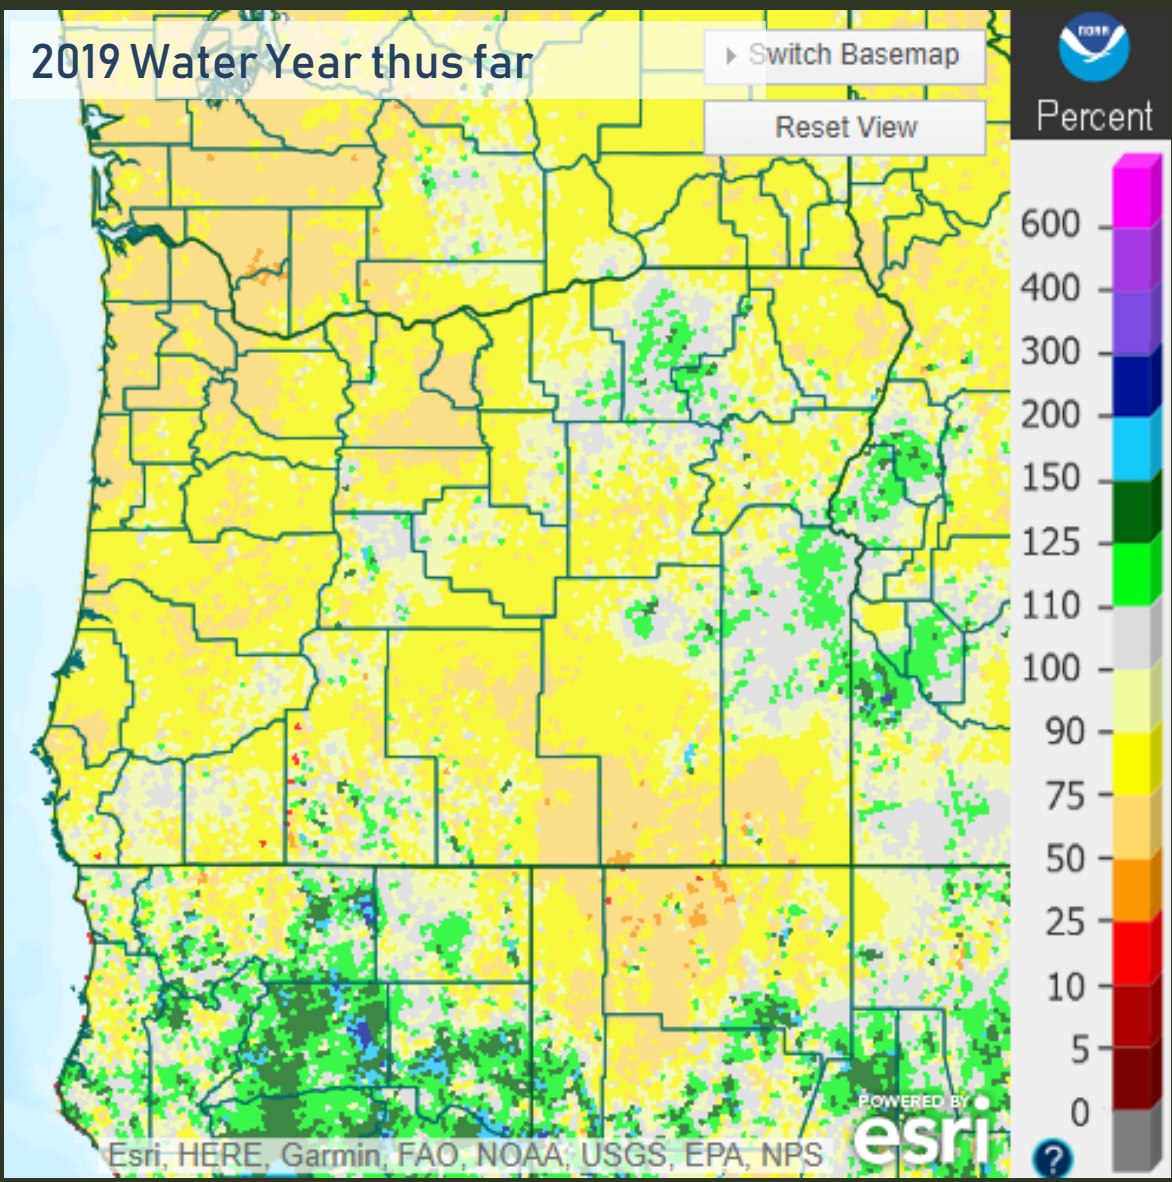 2019 Water Year thus far
Switch Basemap
Reset View
NOAA
Percent
600
400
300
200
150
125
110
100
90
75
50
25
10
5
0
POWERED BY
esri
Esri, HERE, Garmin, FAO, NOAA, USGS, EPA, NPS
?